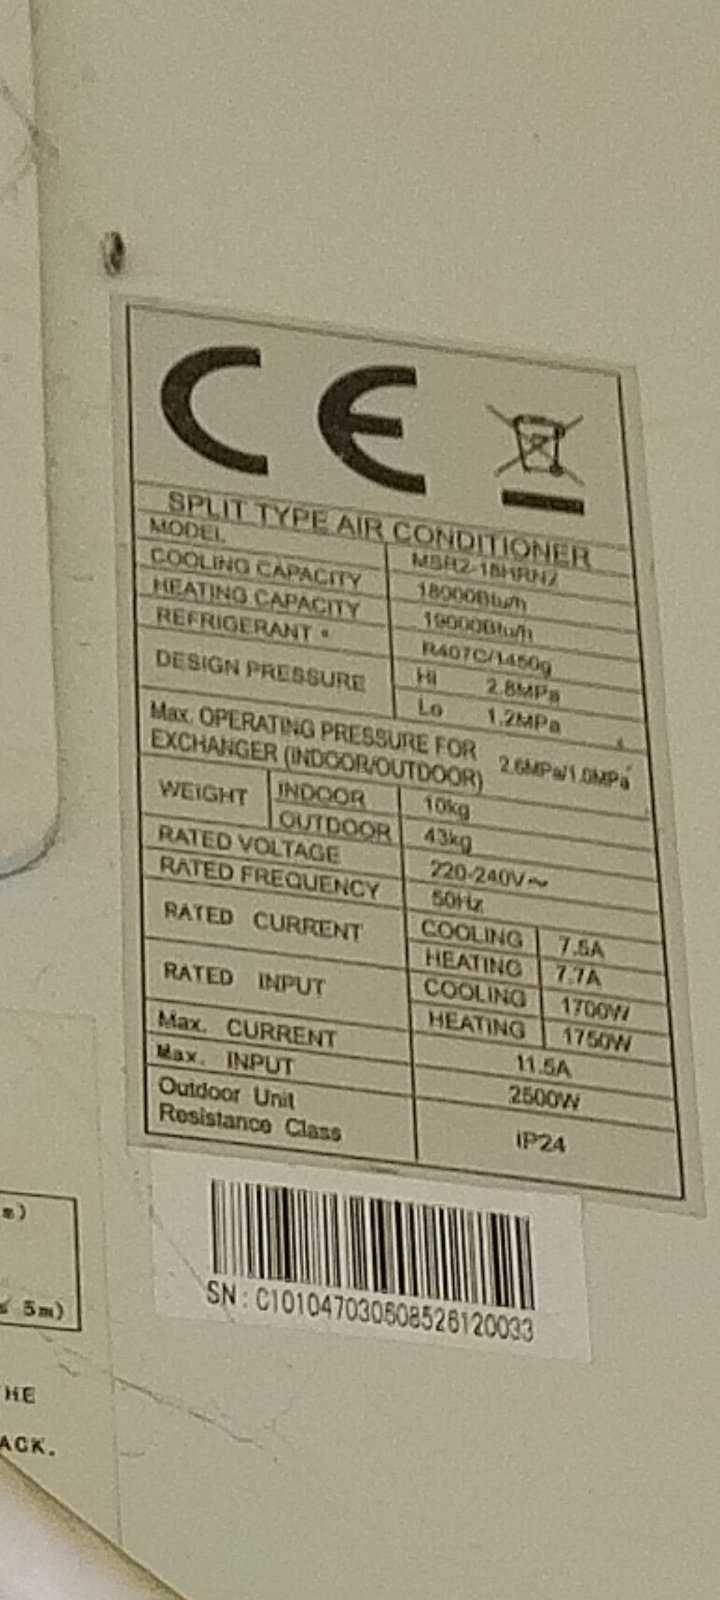 CE
SPLIT TYPE AIR CONDITIONER
MODEL MSR2-18HRN2
COOLING CAPACITY 18000Btu/h
HEATING CAPACITY 19000Btu/h
REFRIGERANT R407C/1450g
DESIGN PRESSURE Hi 2.8MPa
Lo 1.2MPa
Max. OPERATING PRESSURE FOR
EXCHANGER (INDOOR/OUTDOOR) 2.6MPa/1.0MPa
WEIGHT INDOOR 10kg
OUTDOOR 43kg
RATED VOLTAGE 220-240V~
RATED FREQUENCY 50Hz
RATED CURRENT COOLING 7.5A
HEATING 7.7A
RATED INPUT COOLING 1700W
HEATING 1750W
Max. CURRENT 11.5A
Max. INPUT 2500W
Outdoor Unit
Resistance Class IP24
SN : C101047030608526120033
5m)
HE
ACK.